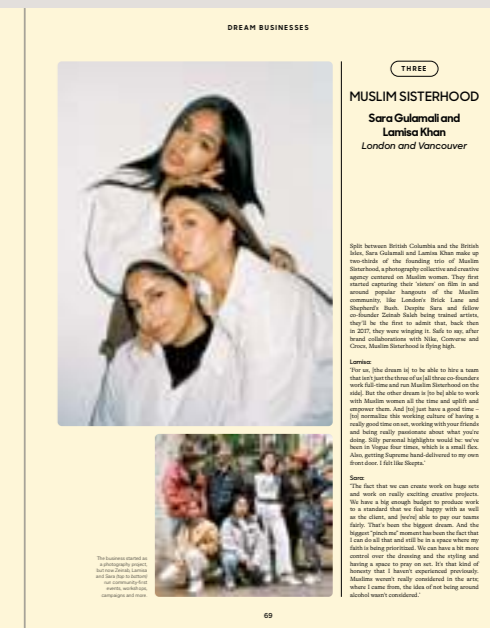 DREAM BUSINESSES
THREE
MUSLIM SISTERHOOD
Sara Gulamali and
Lamisa Khan
London and Vancouver
Split between British Columbia and the British
Isles, Sara Gulamali and Lamisa Khan make up
two-thirds of the founding trio of Muslim
Sisterhood, a photography collective and creative
agency centered on Muslim women. They first
started capturing their 'sisters' on film in and
around popular hangouts of the Muslim
community, like London's Brick Lane and
Shepherd's Bush. Despite Sara and fellow
co-founder Zeinab Saleh being trained artists,
they'll be the first to admit that, back then
in 2017, they were winging it. Safe to say, after
brand collaborations with Nike, Converse and
Crocs, Muslim Sisterhood is flying high.
Lamisa:
'For us, [the dream is] to be able to hire a team
that isn't just the three of us [all three co-founders
work full-time and run Muslim Sisterhood on the
side]. But the other dream is [to be] able to work
with Muslim women all the time and uplift and
empower them. And [to] just have a good time –
[to] normalize this working culture of having a
really good time on set, working with your friends
and being really passionate about what you're
doing. Silly personal highlights would be: we've
been in Vogue four times, which is a small flex.
Also, getting Supreme hand-delivered to my own
front door. I felt like Skepta.'
Sara:
'The fact that we can create work on huge sets
and work on really exciting creative projects.
We have a big enough budget to produce work
to a standard that we feel happy with as well
as the client, and [we're] able to pay our teams
fairly. That's been the biggest dream. And the
biggest "pinch me" moment has been the fact that
I can do all that and still be in a space where my
faith is being prioritized. We can have a bit more
control over the dressing and the styling and
having a space to pray on set. It's that kind of
honesty that I haven't experienced previously.
Muslims weren't really considered in the arts;
where I came from, the idea of not being around
alcohol wasn't considered.'
The business started as
a photography project,
but now Zeinab, Lamisa
and Sara (top to bottom)
run community-first
events, workshops,
campaigns and more.
69